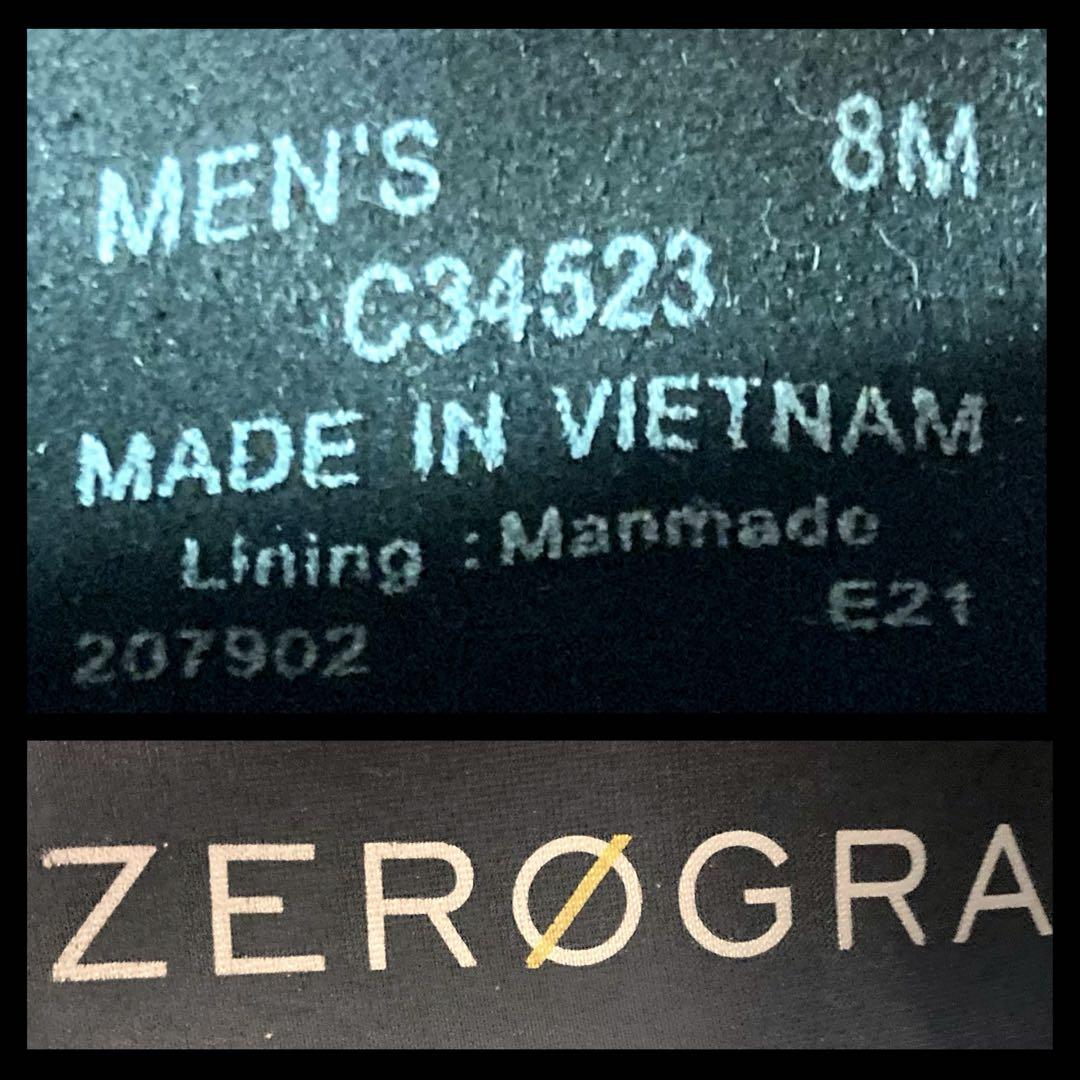 MEN'S 8M
C34523
MADE IN VIETNAM
Lining : Manmade
207902 E21
ZERØGRA